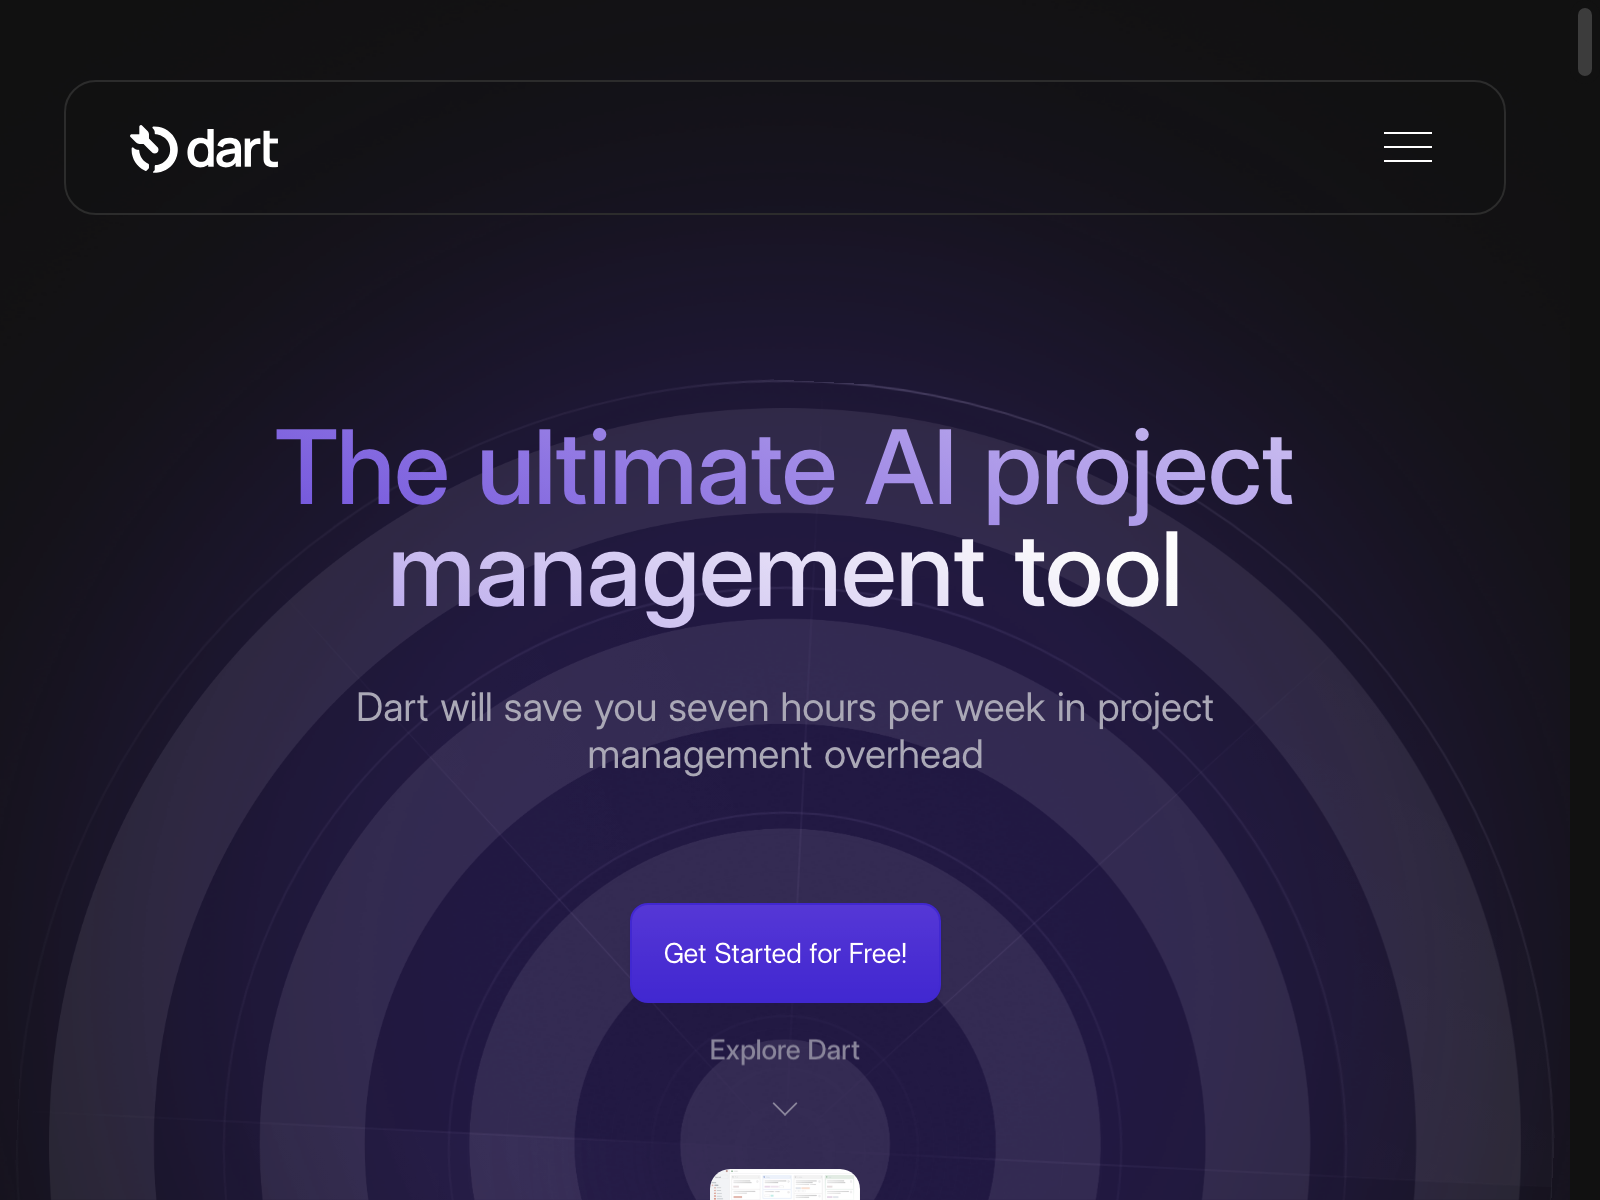 dart
The ultimate AI project
management tool
Dart will save you seven hours per week in project
management overhead
Get Started for Free!
Explore Dart